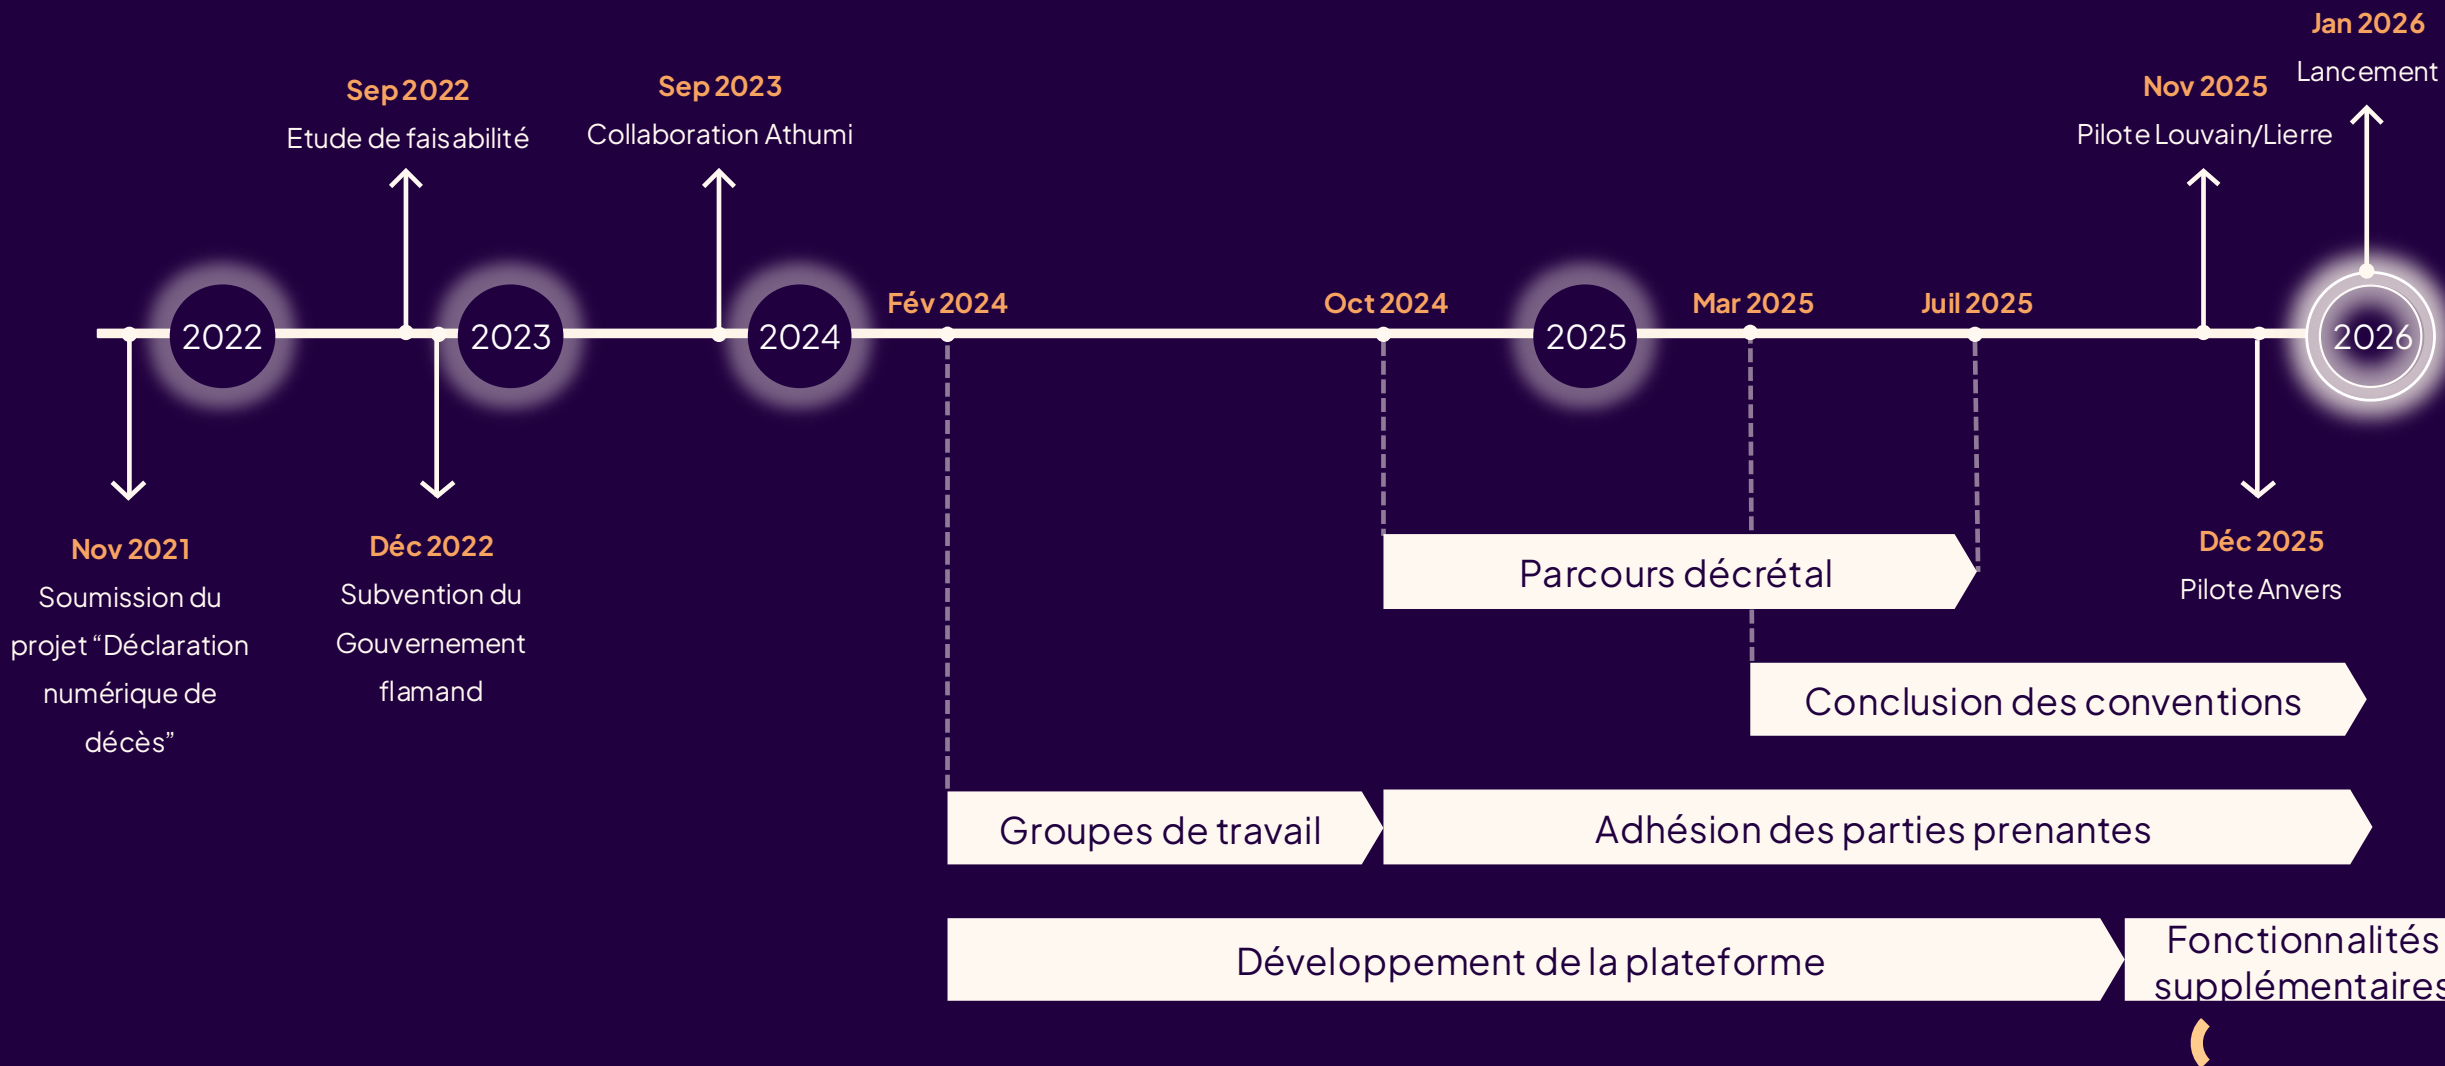 Jan 2026
Lancement
Sep 2022
Etude de faisabilité
Sep 2023
Collaboration Athumi
Nov 2025
Pilote Louvain/Lierre
Fév 2024
Oct 2024
Mar 2025
Juil 2025
2022
2023
2024
2025
2026
Nov 2021
Soumission du
projet “Déclaration
numérique de
décès”
Déc 2022
Subvention du
Gouvernement
flamand
Déc 2025
Pilote Anvers
Parcours décrétal
Conclusion des conventions
Groupes de travail
Adhésion des parties prenantes
Développement de la plateforme
Fonctionnalités
supplémentaires